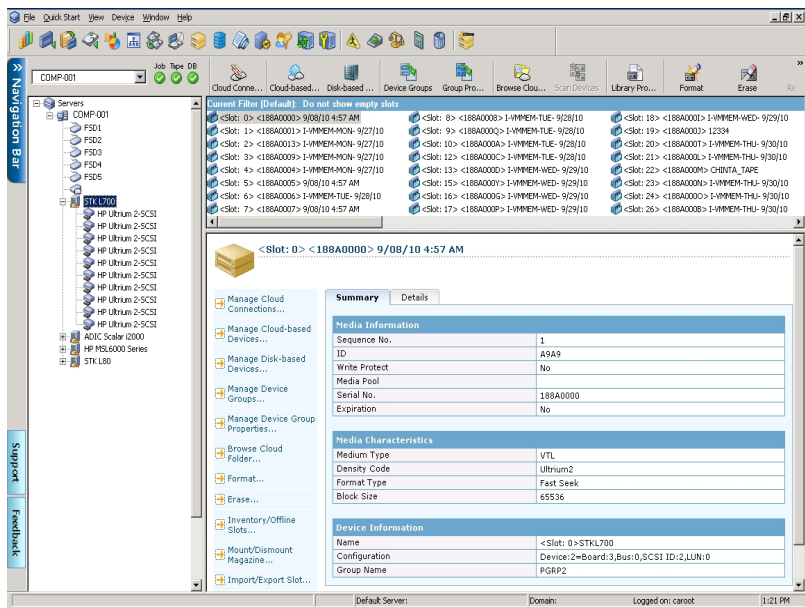 File Quick Start View Device Window Help
COMP-001
Job Tape DB
Cloud Conne... Cloud-based... Disk-based ... Device Groups Group Pro... Browse Clou... Scan Devices Library Pro... Format Erase Re
Navigation Bar
Support
Feedback
Servers
COMP-001
FSD1
FSD2
FSD3
FSD4
FSD5
STK L700
HP Ultrium 2-SCSI
HP Ultrium 2-SCSI
HP Ultrium 2-SCSI
HP Ultrium 2-SCSI
HP Ultrium 2-SCSI
HP Ultrium 2-SCSI
HP Ultrium 2-SCSI
HP Ultrium 2-SCSI
HP Ultrium 2-SCSI
HP Ultrium 2-SCSI
ADIC Scalar i2000
HP MSL6000 Series
STK L80
Current Filter (Default): Do not show empty slots
<Slot: 0> <188A0000> 9/08/10 4:57 AM
<Slot: 1> <188A0001> I-VMMEM-MON- 9/27/10
<Slot: 2> <188A0002> I-VMMEM-MON- 9/27/10
<Slot: 3> <188A0009> I-VMMEM-MON- 9/27/10
<Slot: 4> <188A0004> I-VMMEM-MON- 9/27/10
<Slot: 5> <188A0005> 9/08/10 4:57 AM
<Slot: 6> <188A0006> I-VMMEM-TUE- 9/28/10
<Slot: 7> <188A0007> 9/08/10 4:57 AM
<Slot: 8> <188A0008> I-VMMEM-TUE- 9/28/10
<Slot: 9> <188A000Q> I-VMMEM-TUE- 9/28/10
<Slot: 10> <188A000A> I-VMMEM-TUE- 9/28/10
<Slot: 12> <188A000C> I-VMMEM-TUE- 9/28/10
<Slot: 13> <188A000D> I-VMMEM-WED- 9/29/10
<Slot: 15> <188A000Y> I-VMMEM-WED- 9/29/10
<Slot: 16> <188A000G> I-VMMEM-WED- 9/29/10
<Slot: 17> <188A000P> I-VMMEM-WED- 9/29/10
<Slot: 18> <188A000I> I-VMMEM-WED- 9/29/10
<Slot: 19> <188A000J> 12334
<Slot: 20> <188A000T> I-VMMEM-THU- 9/30/10
<Slot: 21> <188A000L> I-VMMEM-THU- 9/30/10
<Slot: 22> <188A000M> CHINTA_TAPE
<Slot: 23> <188A000N> I-VMMEM-THU- 9/30/10
<Slot: 24> <188A000O> I-VMMEM-THU- 9/30/10
<Slot: 26> <188A000B> I-VMMEM-THU- 9/30/10
<Slot: 0> <188A0000> 9/08/10 4:57 AM
Manage Cloud Connections...
Manage Cloud-based Devices...
Manage Disk-based Devices...
Manage Device Groups...
Manage Device Group Properties...
Browse Cloud Folder...
Format...
Erase...
Inventory/Offline Slots...
Mount/Dismount Magazine...
Import/Export Slot...
Summary Details
Media Information
Sequence No. 1
ID A9A9
Write Protect No
Media Pool
Serial No. 188A0000
Expiration No
Media Characteristics
Medium Type VTL
Density Code Ultrium2
Format Type Fast Seek
Block Size 65536
Device Information
Name <Slot: 0>STKL700
Configuration Device:2=Board:3,Bus:0,SCSI ID:2,LUN:0
Group Name PGRP2
Default Server: Domain: Logged on: caroot 1:21 PM